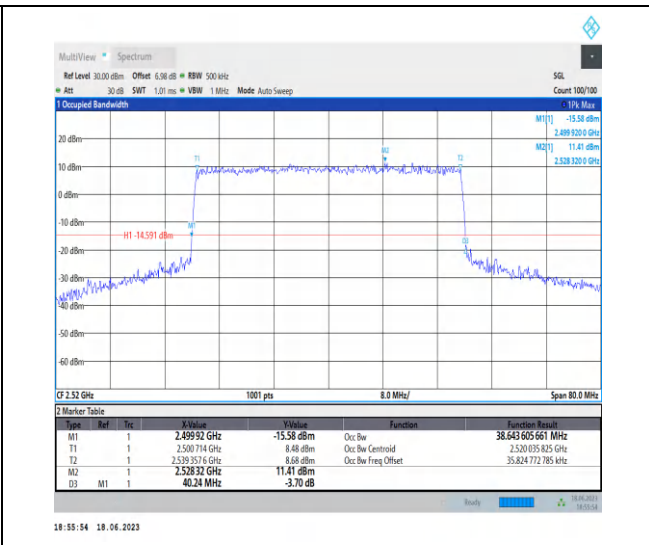 MultiView Spectrum
Ref Level 30.00 dBm Offset 6.98 dB RBW 500 kHz SGL
Att 30 dB SWT 1.01 ms VBW 1 MHz Mode Auto Sweep Count 100/100
1 Occupied Bandwidth 1Pk Max
M1[1] -15.58 dBm
2.499 920 0 GHz
M2[1] 11.41 dBm
2.528 320 0 GHz
20 dBm
M2
T1 T2
10 dBm
0 dBm
-10 dBm
M1
H1 -14.591 dBm
D3
-20 dBm
-30 dBm
-40 dBm
-50 dBm
-60 dBm
CF 2.52 GHz 1001 pts 8.0 MHz/ Span 80.0 MHz
2 Marker Table
Type Ref Trc X-Value Y-Value Function Function Result
M1 1 2.49992 GHz -15.58 dBm Occ Bw 38.643 605 661 MHz
T1 1 2.500 714 GHz 8.48 dBm Occ Bw Centroid 2.520 035 825 GHz
T2 1 2.539 357 6 GHz 8.68 dBm Occ Bw Freq Offset 35.824 772 785 kHz
M2 1 2.528 32 GHz 11.41 dBm
D3 M1 1 40.24 MHz -3.70 dB
Ready 18.06.2023
18:55:54
18:55:54 18.06.2023